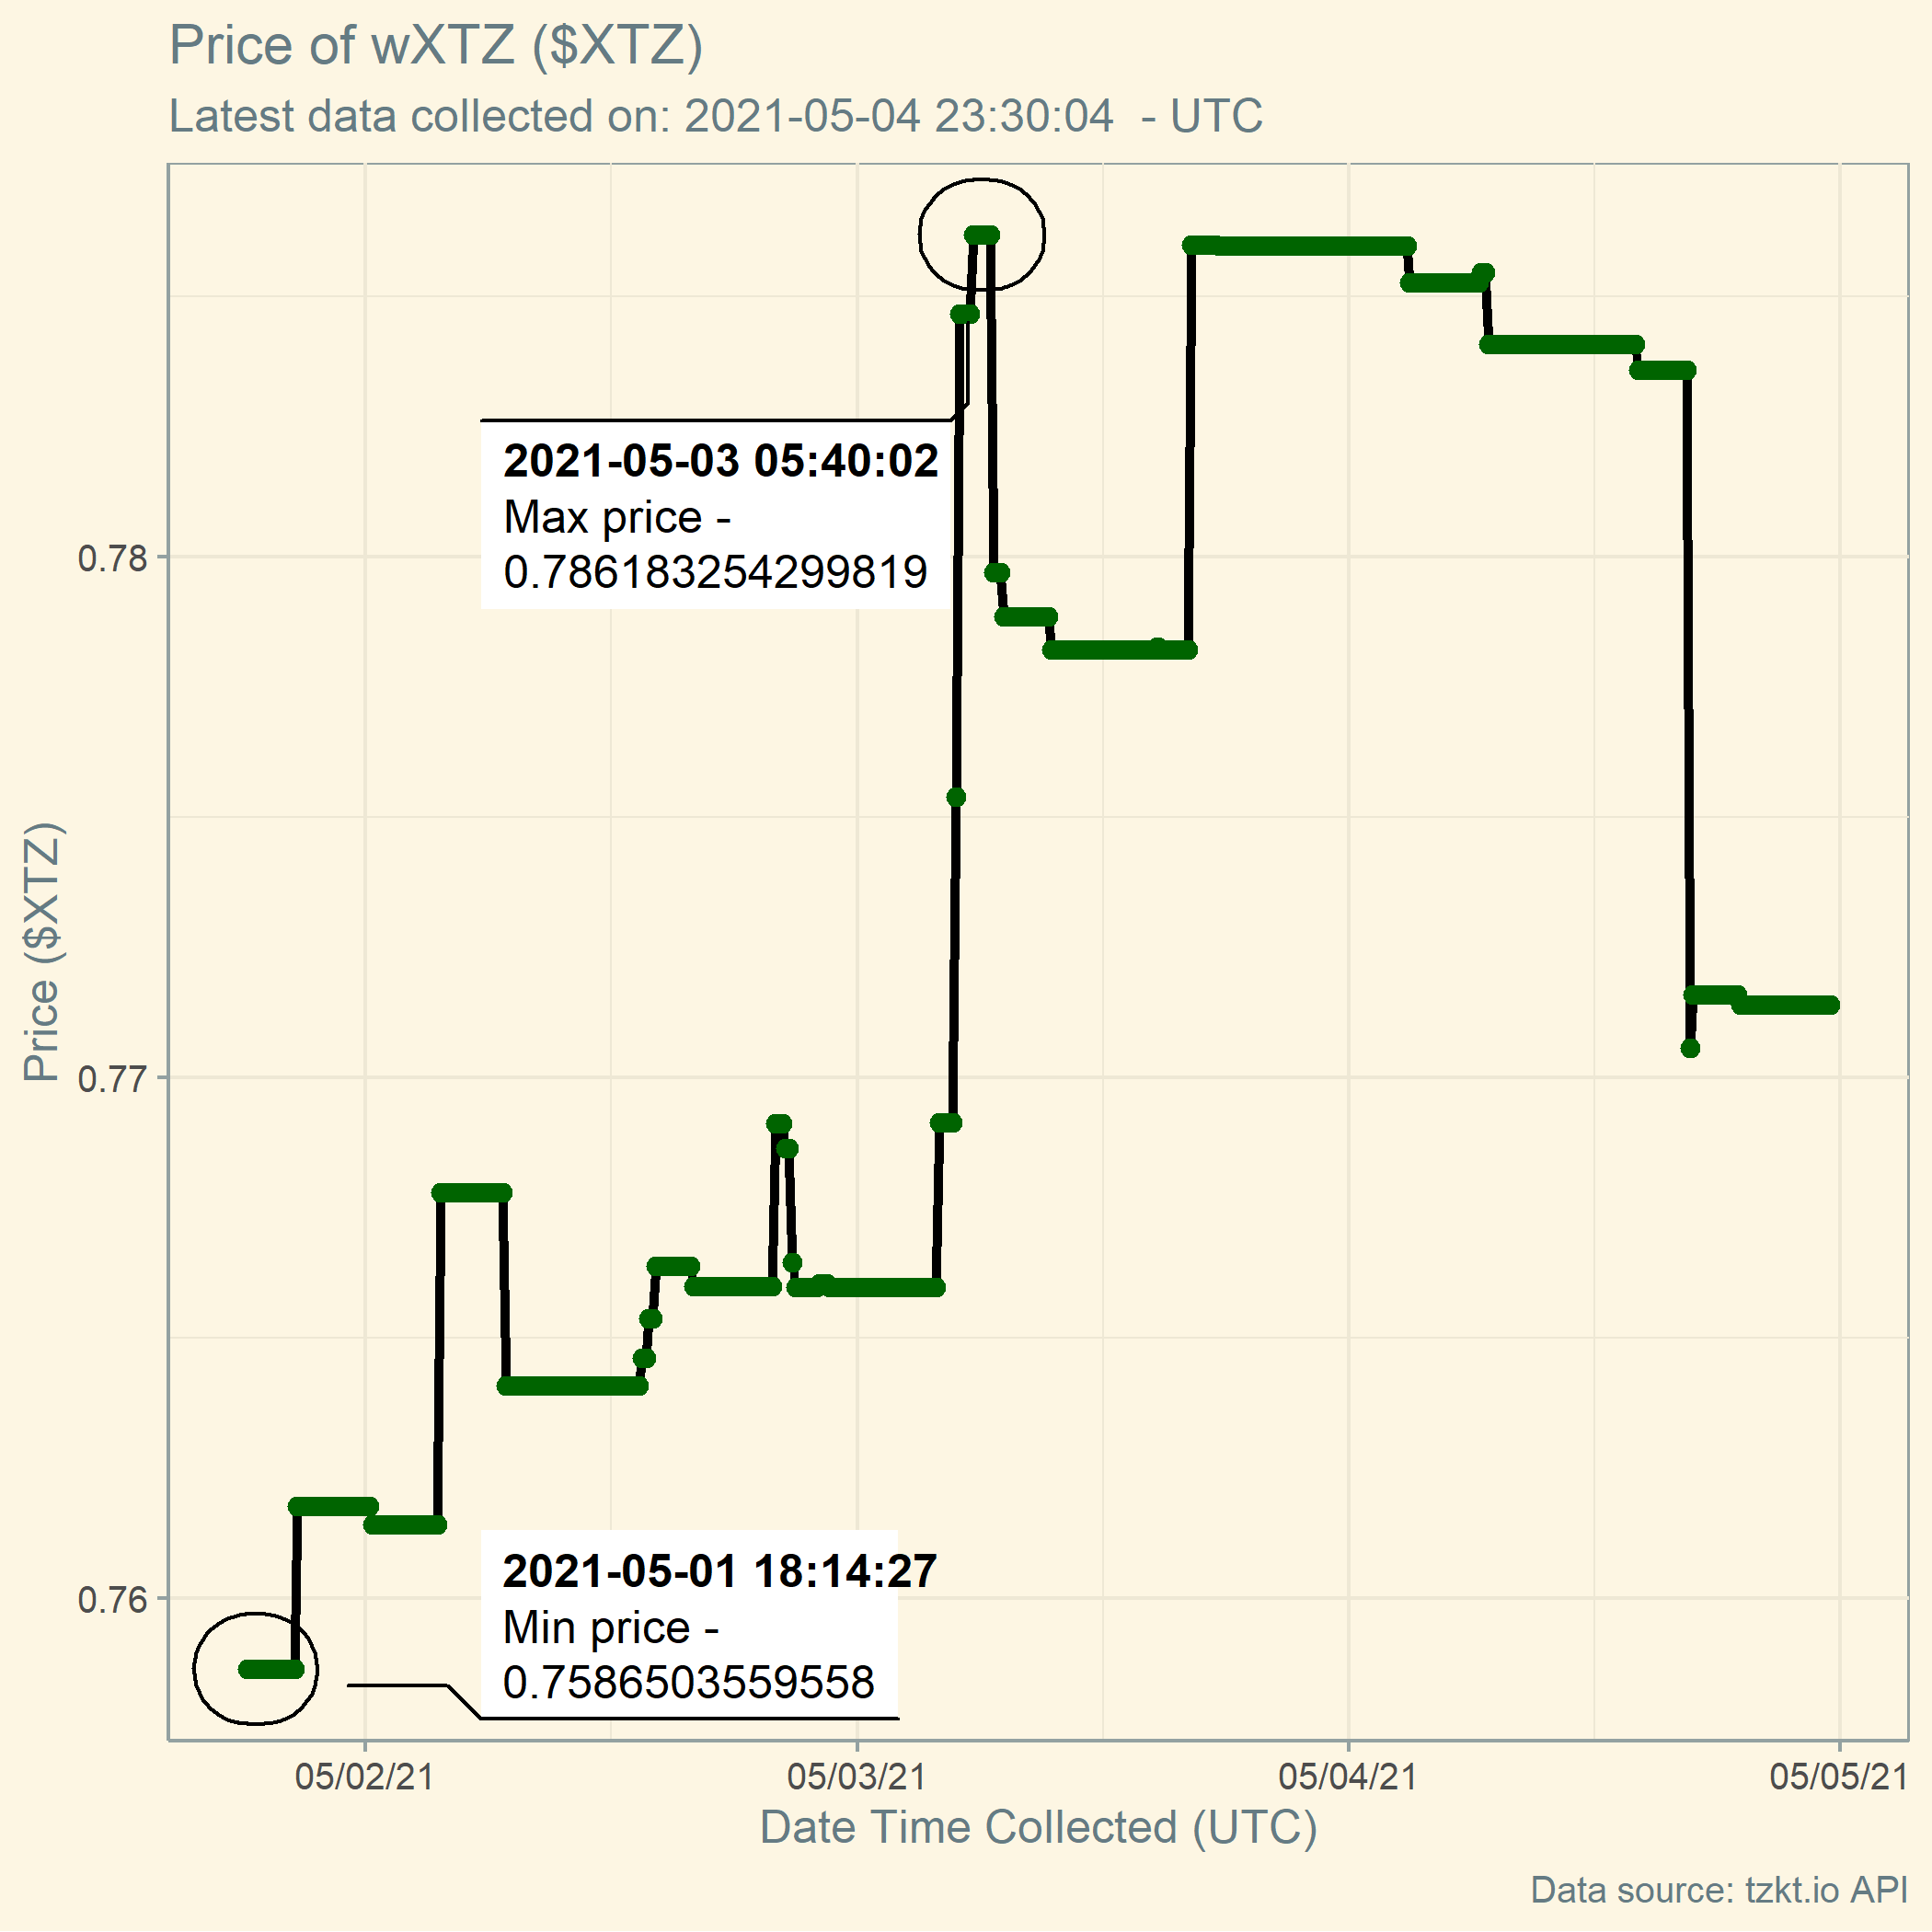 Price of wXTZ ($XTZ)
Latest data collected on: 2021-05-04 23:30:04  - UTC
2021-05-03 05:40:02
Max price -
0.786183254299819
0.78
Price ($XTZ)
0.77
2021-05-01 18:14:27
Min price -
0.7586503559558
0.76
05/02/21
05/03/21
05/04/21
05/05/21
Date Time Collected (UTC)
Data source: tzkt.io API